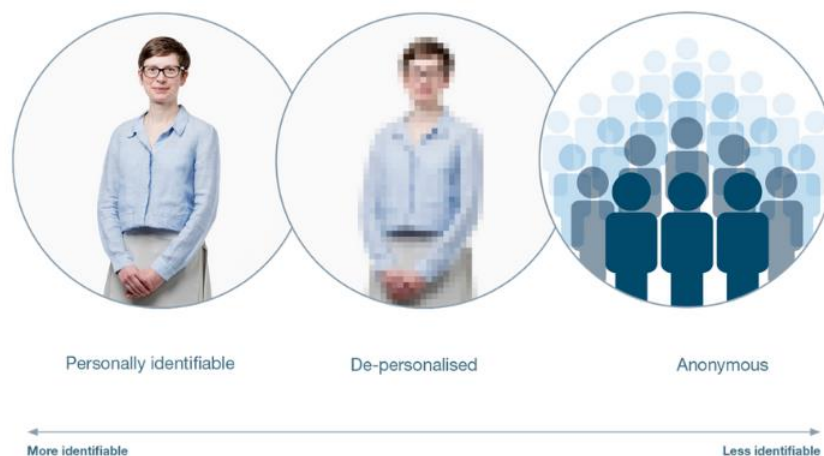 Personally identifiable
De-personalised
Anonymous
More identifiable
Less identifiable